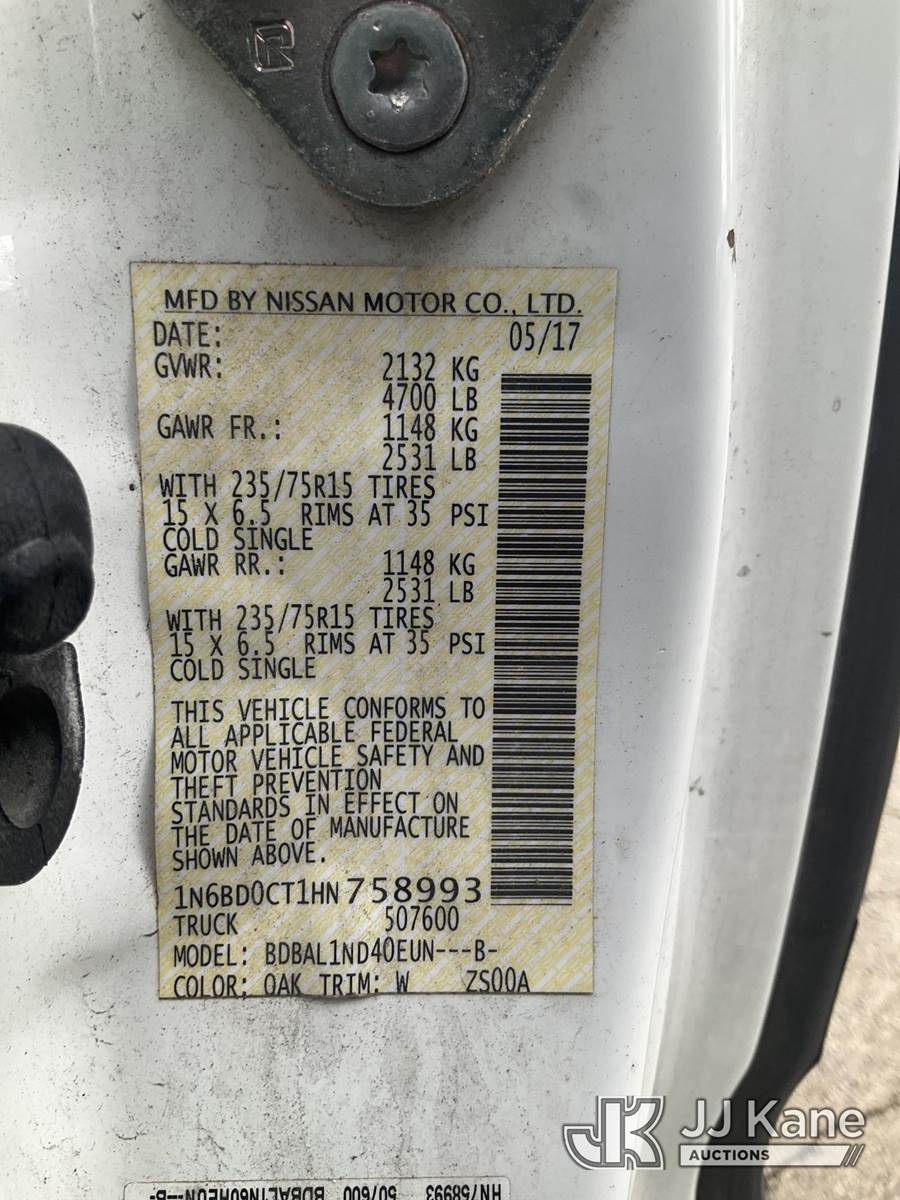 MFD BY NISSAN MOTOR CO., LTD.
DATE: 05/17
GVWR: 2132 KG
4700 LB
GAWR FR.: 1148 KG
2531 LB
WITH 235/75R15 TIRES
15 X 6.5 RIMS AT 35 PSI
COLD SINGLE
GAWR RR.: 1148 KG
2531 LB
WITH 235/75R15 TIRES
15 X 6.5 RIMS AT 35 PSI
COLD SINGLE
THIS VEHICLE CONFORMS TO
ALL APPLICABLE FEDERAL
MOTOR VEHICLE SAFETY AND
THEFT PREVENTION
STANDARDS IN EFFECT ON
THE DATE OF MANUFACTURE
SHOWN ABOVE.
1N6BD0CT1HN758993
TRUCK 507600
MODEL: BDBAL1ND40EUN---B-
COLOR: QAK TRIM: W ZS00A
JK JJ Kane
AUCTIONS
HN758993 507600